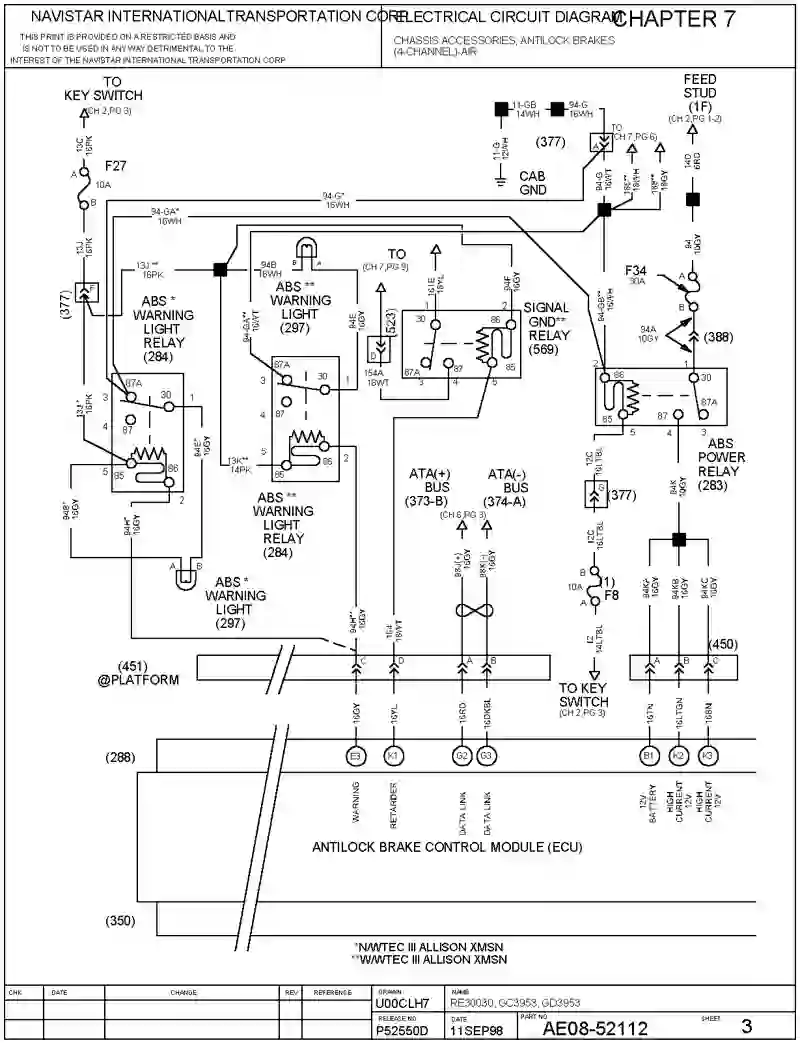 NAVISTAR INTERNATIONAL TRANSPORTATION CORP
THIS PRINT IS PROVIDED ON A RESTRICTED BASIS AND
IS NOT TO BE USED IN ANY WAY DETRIMENTAL TO THE
INTEREST OF THE NAVISTAR INTERNATIONAL TRANSPORTATION CORP
ELECTRICAL CIRCUIT DIAGRAM
CHAPTER 7
CHASSIS ACCESSORIES, ANTILOCK BRAKES
(4-CHANNEL)-AIR
TO
KEY SWITCH
(CH 2,PG 3)
13C
16PK
A
F27
10A
B
13J
16PK
(377)
F
13J **
16PK
13J*
16PK
94-G*
16WH
94-GA*
16WH
94B
16WH
B A
ABS **
WARNING
LIGHT
(297)
94-GA**
16WT
94E
16GY
ABS *
WARNING
LIGHT RELAY
(284)
87A
30
3
1
4
87
5
85
86
2
94E*
16GY
94B*
16GY
94H*
16GY
A B
ABS *
WARNING
LIGHT
(297)
87A
30
3
1
4
87
5
85
86
2
13K**
14PK
ABS **
WARNING
LIGHT
RELAY
(284)
94H**
16GY
TO
(CH 7,PG 9)
(523)
D
154A
16WT
161E
16YL
94F
16GY
1
2
30
86
87A
87
85
3
4
5
SIGNAL
GND**
RELAY
(569)
164
16WT
11-GB
14WH
94-G
16WH
11-G
12WH
CAB
GND
(377)
A
TO
(CH 7,PG 6)
94-G
16WT
16WH
168**
18GY
94-GB**
16WH
FEED
STUD
(1F)
(CH 2,PG 1-2)
14D
6RD
94
10GY
F34
30A
A
B
94A
10GY
(388)
2
1
86
30
87A
85
87
5
4
3
ABS
POWER
RELAY
(283)
12C
16LTBL
G
(377)
12C
16LTBL
B
10A
(1)
F8
A
12
14LTBL
TO KEY
SWITCH
(CH 2,PG 3)
94K
10GY
94KA
16GY
94KB
16GY
94KC
16GY
(450)
A B C
ATA(+)
BUS
(373-B)
ATA(-)
BUS
(374-A)
(CH 6,PG 3)
98J(+)
16GY
98K(-)
16GY
(451)
@PLATFORM
C D A B
16GY
16YL
16RD
16DKBL
16TN
16LTGN
16BN
(288)
E3 K1 G2 G3 B1 K2 K3
WARNING
RETARDER
DATA LINK
DATA LINK
12V
BATTERY
HIGH
CURRENT
12V
HIGH
CURRENT
12V
ANTILOCK BRAKE CONTROL MODULE (ECU)
(350)
*N/WTEC III ALLISON XMSN
**W/WTEC III ALLISON XMSN
CHK DATE CHANGE REV REFERENCE
DRAWN
U00CLH7
NAME
RE30030, GC3953, GD3953
RELEASE NO
P52550D
DATE
11SEP98
PART NO
AE08-52112
SHEET
3